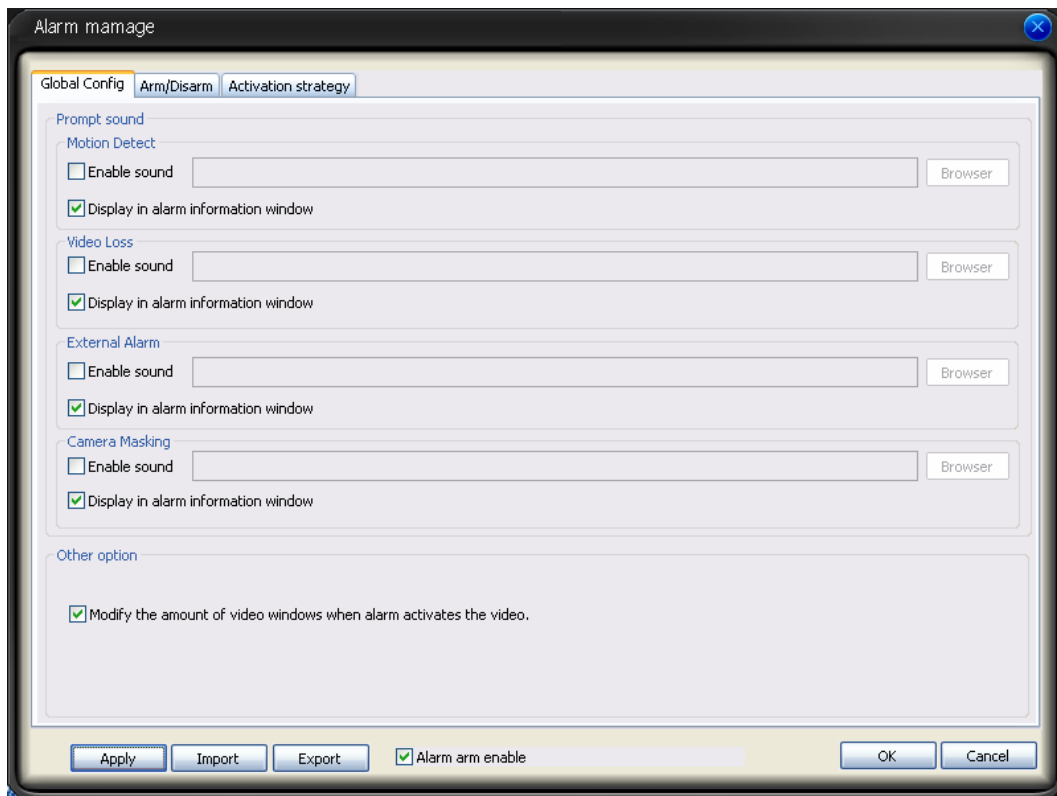 Alarm mamage
Global Config Arm/Disarm Activation strategy
Prompt sound
Motion Detect
Enable sound Browser
Display in alarm information window
Video Loss
Enable sound Browser
Display in alarm information window
External Alarm
Enable sound Browser
Display in alarm information window
Camera Masking
Enable sound Browser
Display in alarm information window
Other option
Modify the amount of video windows when alarm activates the video.
Apply Import Export Alarm arm enable OK Cancel